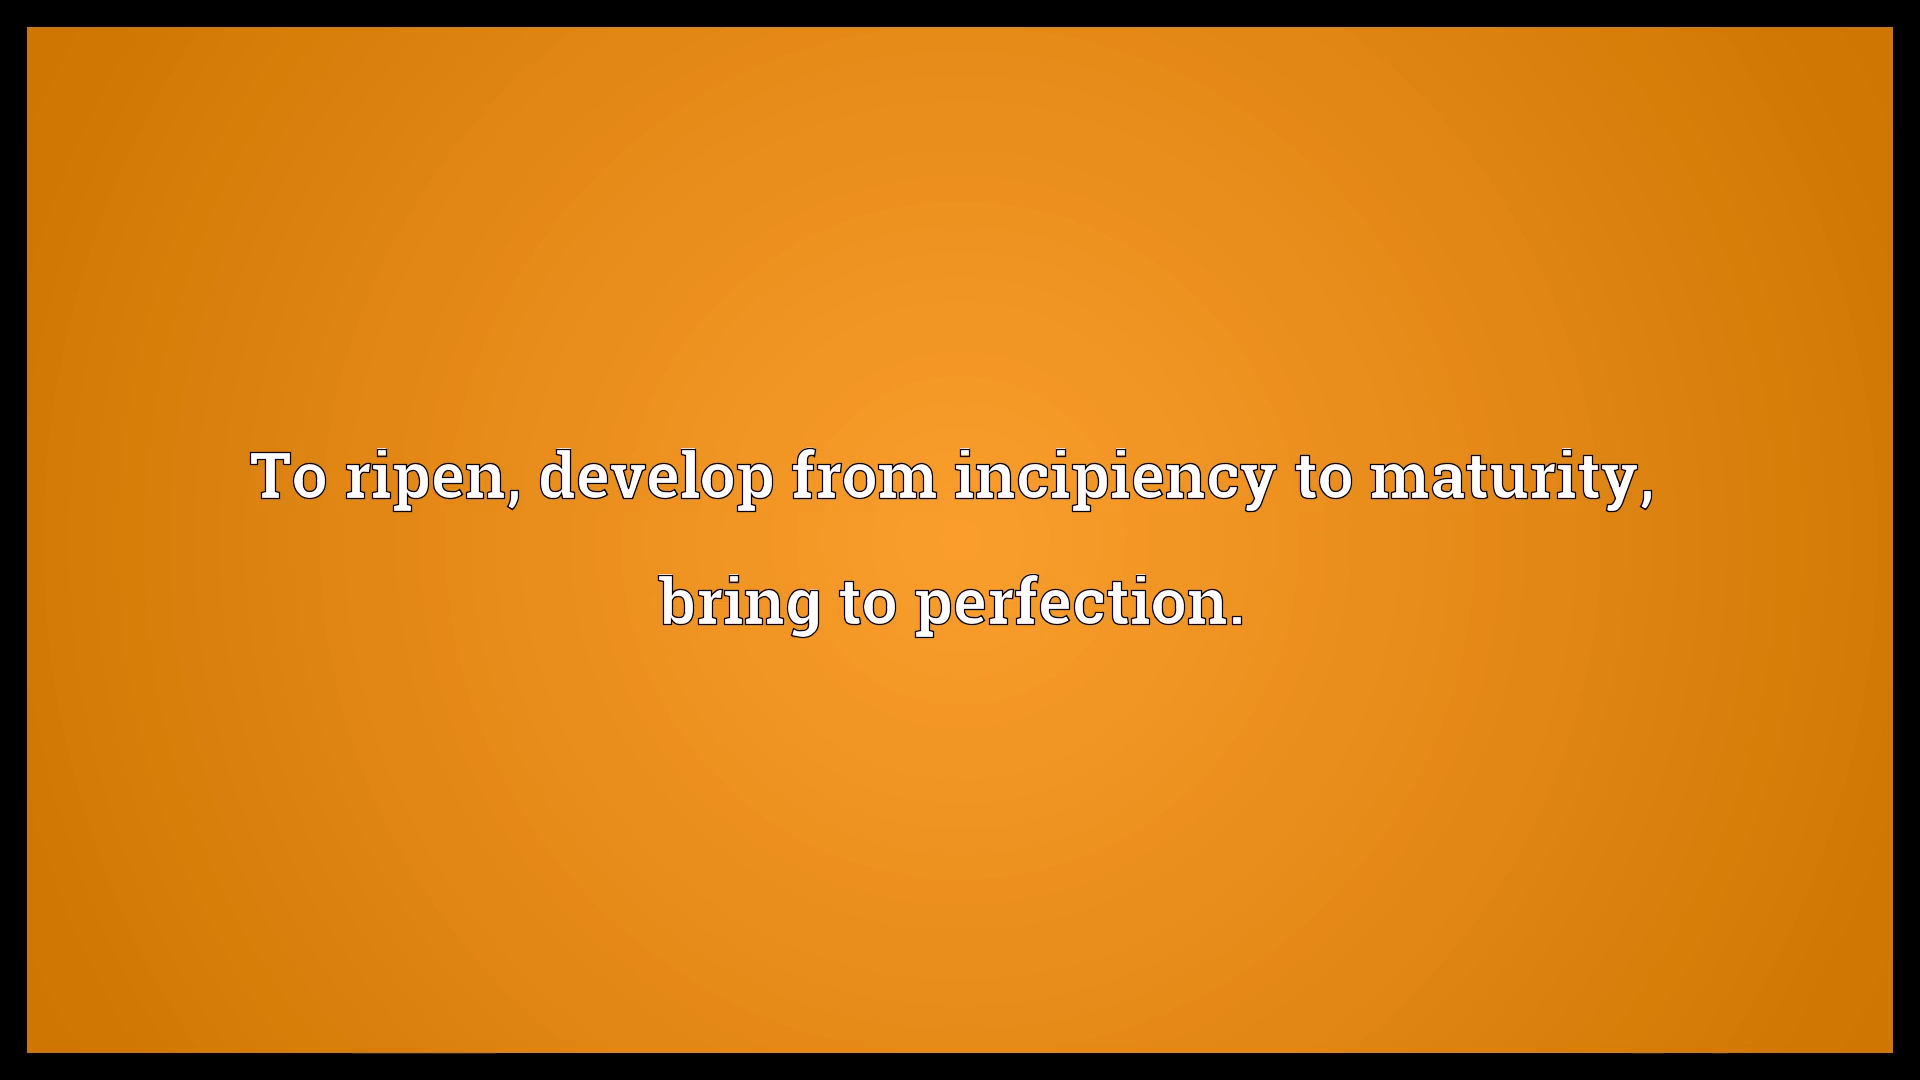 To ripen, develop from incipiency to maturity,
bring to perfection.